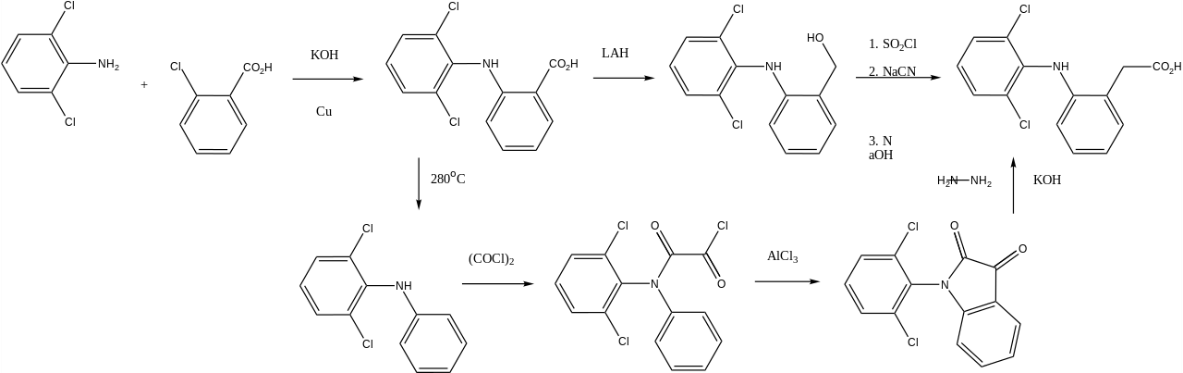 Cl
NH2
Cl
+
Cl
CO2H
KOH
Cu
Cl
NH
CO2H
Cl
LAH
Cl
HO
NH
Cl
1. SO2Cl
2. NaCN
3. N
aOH
Cl
NH
CO2H
Cl
280oC
H2N NH2
KOH
Cl
NH
Cl
(COCl)2
Cl
O
Cl
N
O
Cl
AlCl3
Cl
O
O
N
Cl